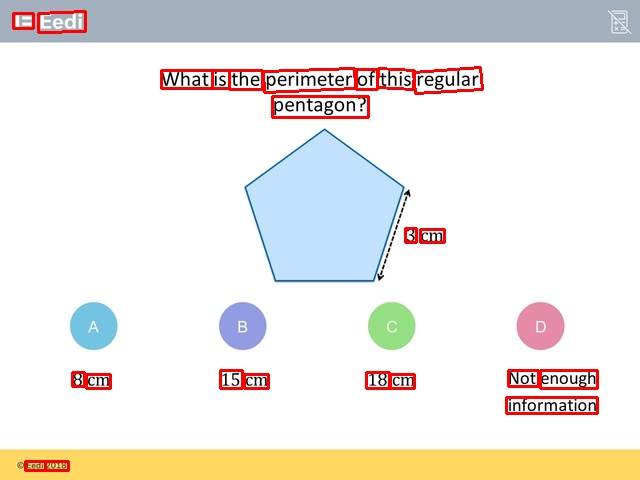 Eedi
What is the perimeter of this regular
pentagon?
3 cm
A
B
C
D
8 cm
15 cm
18 cm
Not enough
information
© Eedi 2018